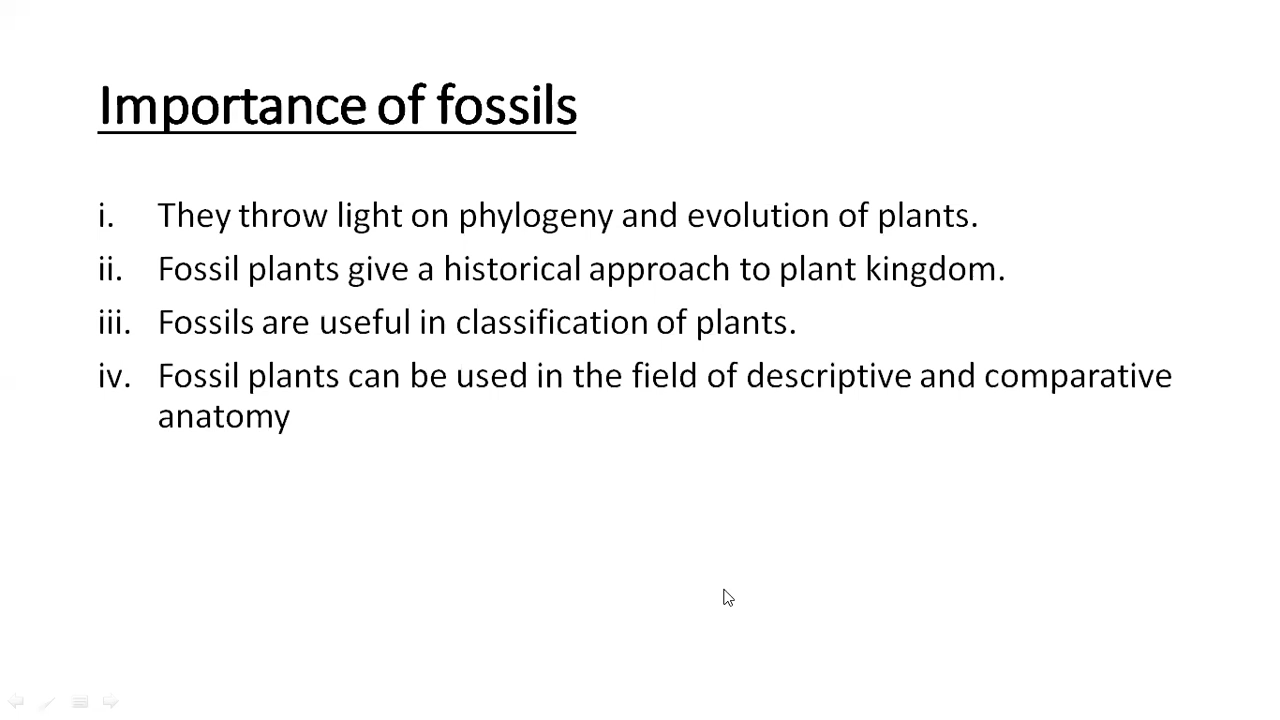 Importance of fossils
i. They throw light on phylogeny and evolution of plants.
ii. Fossil plants give a historical approach to plant kingdom.
iii. Fossils are useful in classification of plants.
iv. Fossil plants can be used in the field of descriptive and comparative
anatomy